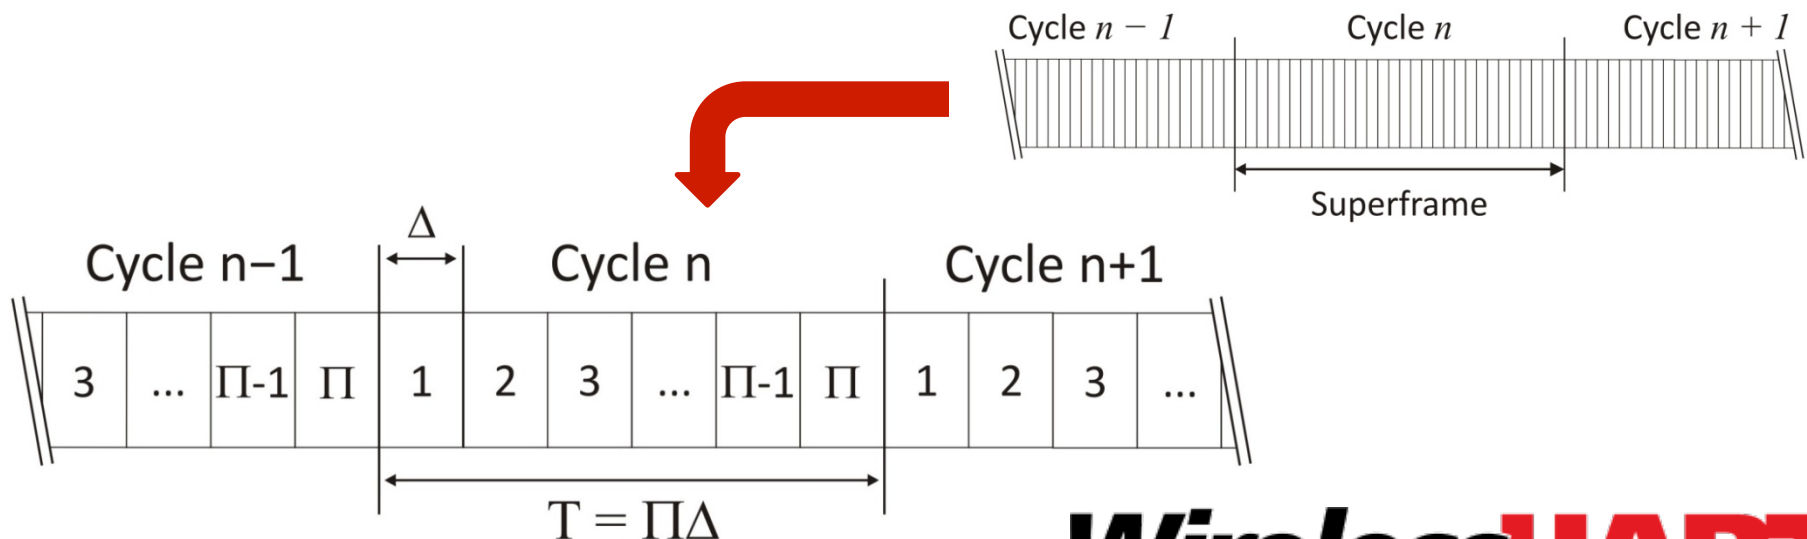 Cycle n − 1 Cycle n Cycle n + 1
Superframe
Δ
Cycle n−1 Cycle n Cycle n+1
3 ... Π-1 Π 1 2 3 ... Π-1 Π 1 2 3 ...
T = ΠΔ
WirelessHART